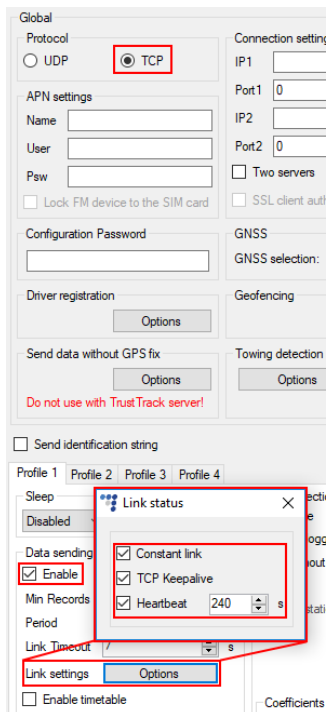 Global
Protocol
UDP
TCP
APN settings
Name
User
Psw
Lock FM device to the SIM card
Configuration Password
Driver registration
Options
Send data without GPS fix
Options
Do not use with TrustTrack server!
Connection setting
IP1
Port1 0
IP2
Port2 0
Two servers
SSL client auth
GNSS
GNSS selection:
Geofencing
Towing detection
Options
Send identification string
Profile 1 Profile 2 Profile 3 Profile 4
Sleep
Disabled
Data sending
Enable
Min Records
Period
Link Timeout 7 s
Link settings Options
Enable timetable
Link status
Constant link
TCP Keepalive
Heartbeat 240 s
Coefficients